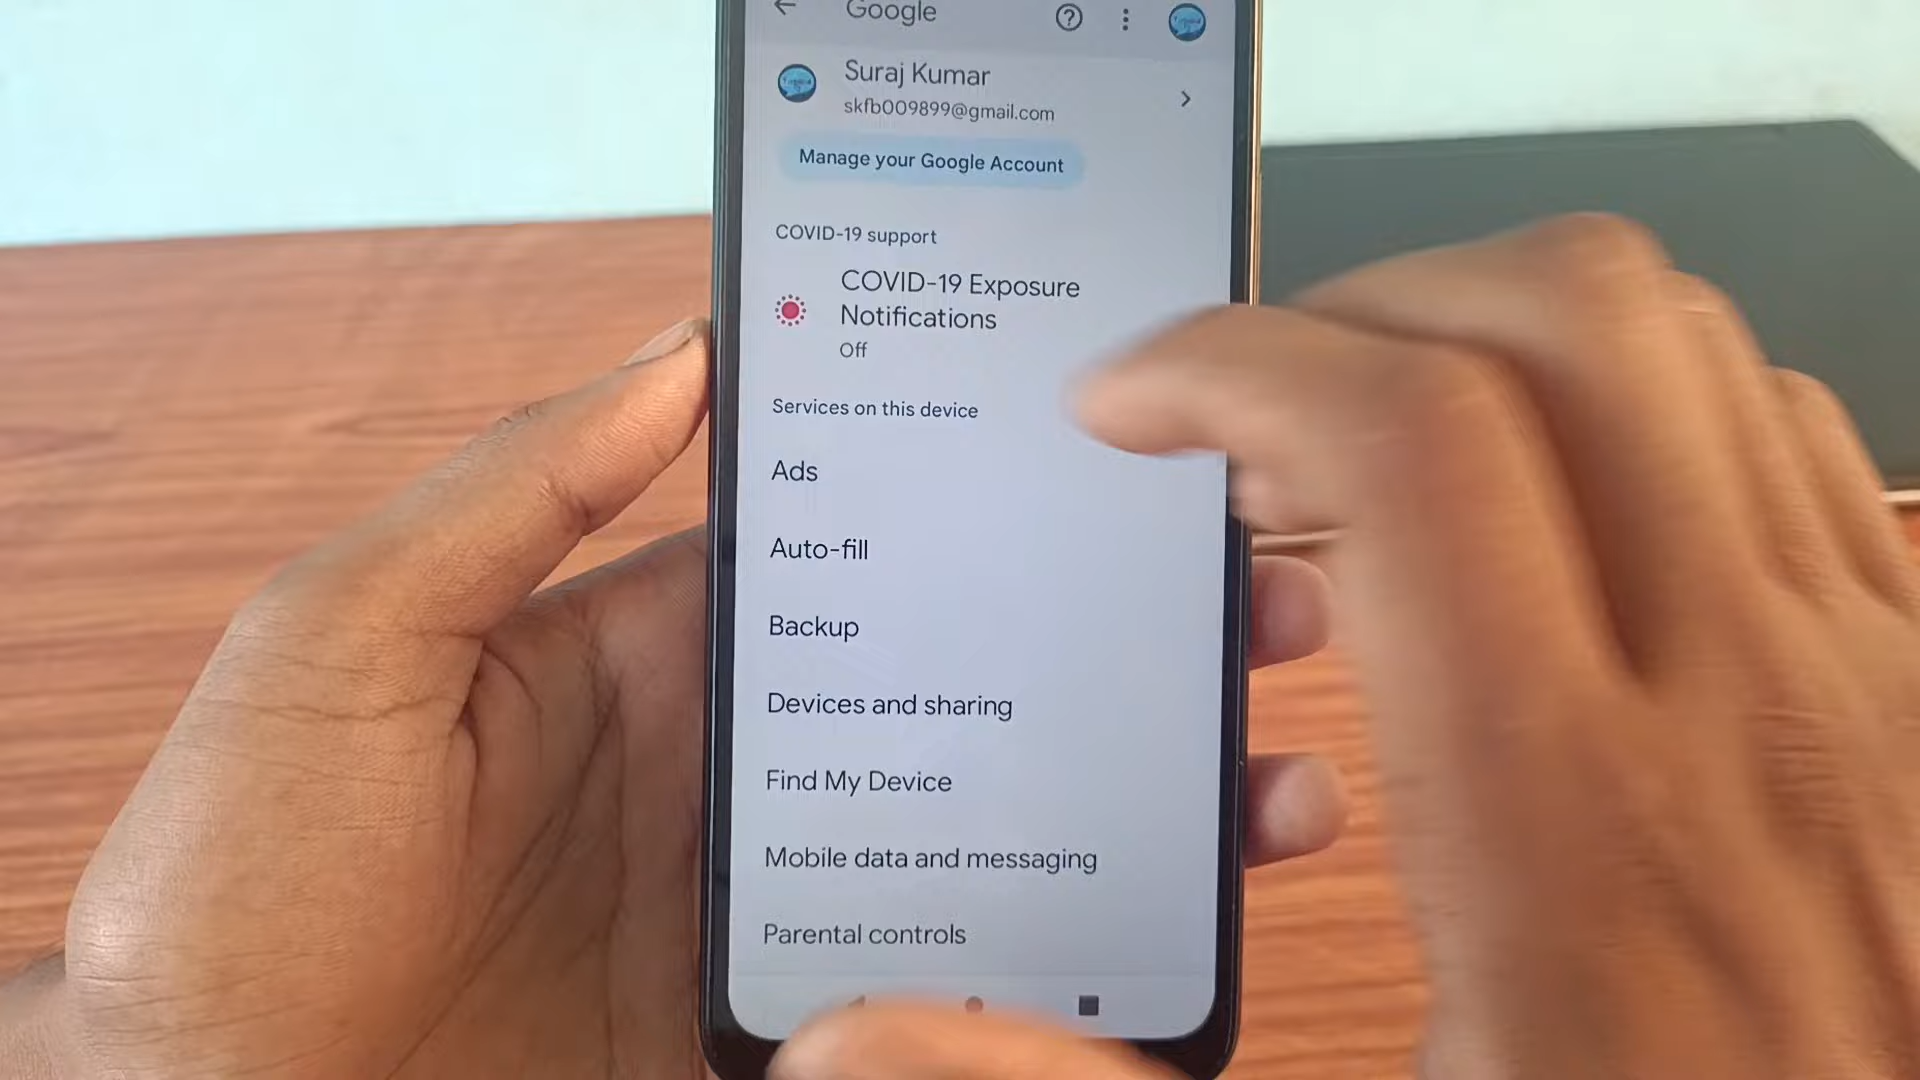 Google
Suraj Kumar
skfb009899@gmail.com
Manage your Google Account
COVID-19 support
COVID-19 Exposure
Notifications
Off
Services on this device
Ads
Auto-fill
Backup
Devices and sharing
Find My Device
Mobile data and messaging
Parental controls